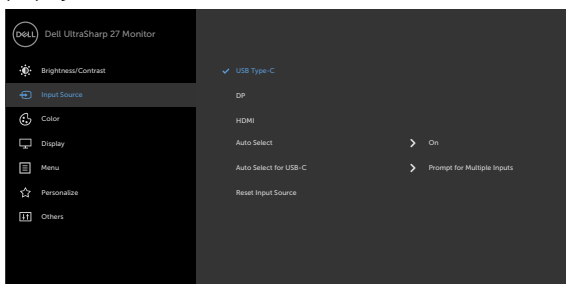 DELL Dell UltraSharp 27 Monitor
Brightness/Contrast
USB Type-C
Input Source
DP
Color
HDMI
Display
Auto Select
On
Menu
Auto Select for USB-C
Prompt for Multiple Inputs
Personalize
Reset Input Source
Others